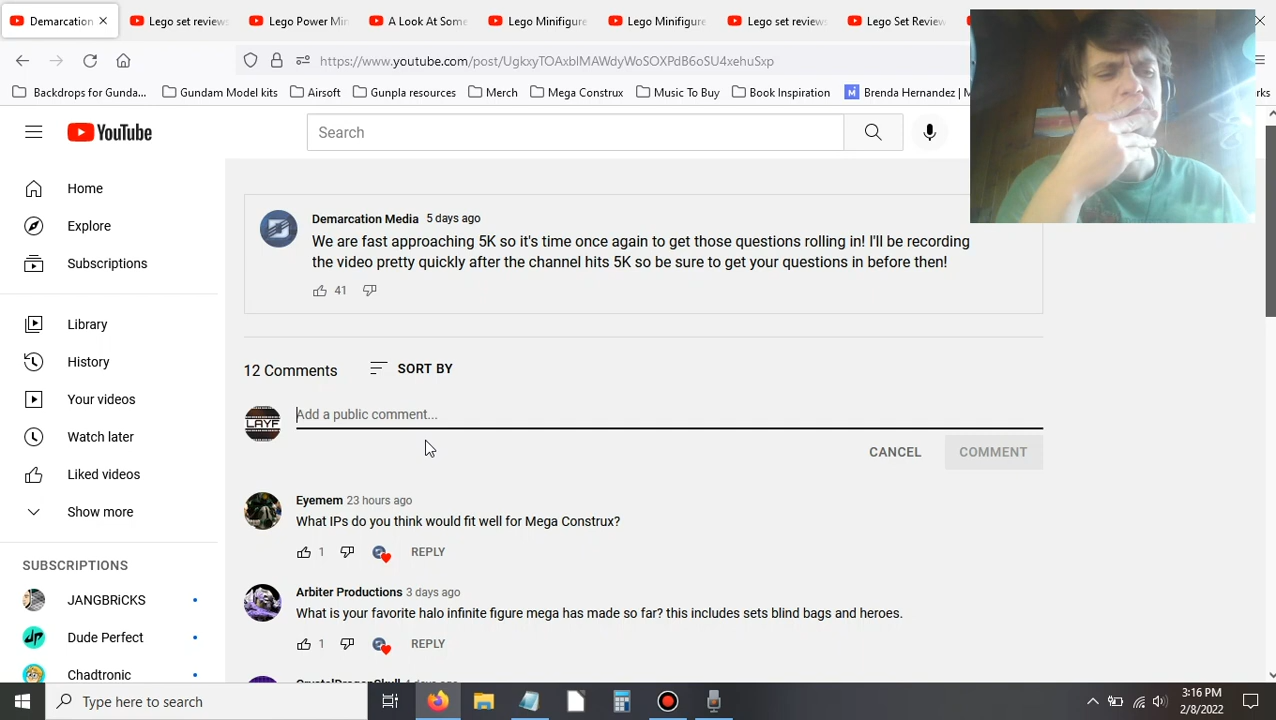 Demarcation
Lego set reviews
Lego Power Min
A Look At Some
Lego Minifigure
Lego Minifigure
Lego set reviews
Lego Set Review
https://www.youtube.com/post/UgkxyTOAxblMAWdyWoSOXPdB6oSU4xehuSxp
Backdrops for Gunda...
Gundam Model kits
Airsoft
Gunpla resources
Merch
Mega Construx
Music To Buy
Book Inspiration
Brenda Hernandez | M
rks
YouTube
Search
Home
Explore
Subscriptions
Library
History
Your videos
Watch later
Liked videos
Show more
SUBSCRIPTIONS
JANGBRiCKS
Dude Perfect
Chadtronic
Demarcation Media 5 days ago
We are fast approaching 5K so it's time once again to get those questions rolling in! I'll be recording
the video pretty quickly after the channel hits 5K so be sure to get your questions in before then!
41
12 Comments SORT BY
LAYF
Add a public comment...
CANCEL COMMENT
Eyemem 23 hours ago
What IPs do you think would fit well for Mega Construx?
1 REPLY
Arbiter Productions 3 days ago
What is your favorite halo infinite figure mega has made so far? this includes sets blind bags and heroes.
1 REPLY
Type here to search
3:16 PM
2/8/2022